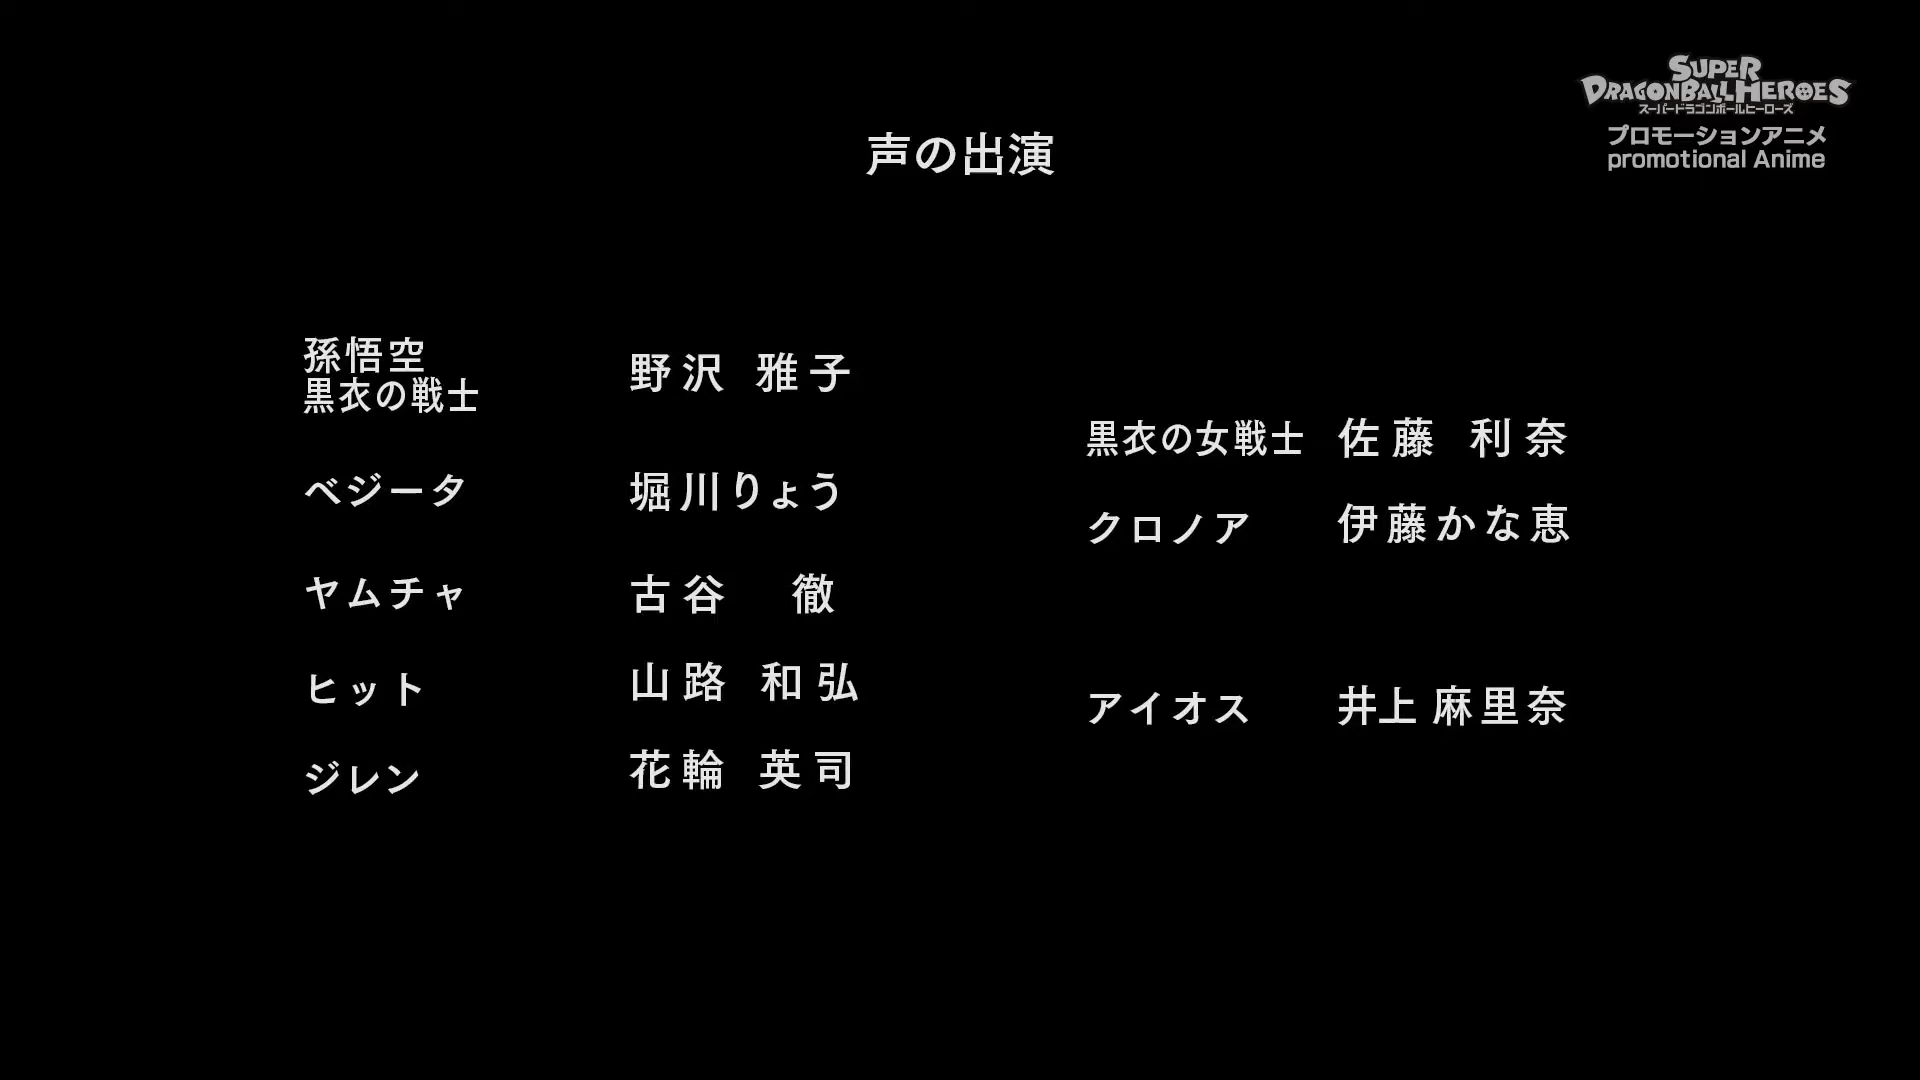 SUPER
DRAGONBALL HEROES
スーパードラゴンボールヒーローズ
プロモーションアニメ
promotional Anime
声の出演
孫悟空
黒衣の戦士
野沢 雅子
ベジータ 堀川りょう
ヤムチャ 古谷 徹
ヒット 山路 和弘
ジレン 花輪 英司
黒衣の女戦士 佐藤 利奈
クロノア 伊藤かな恵
アイオス 井上 麻里奈